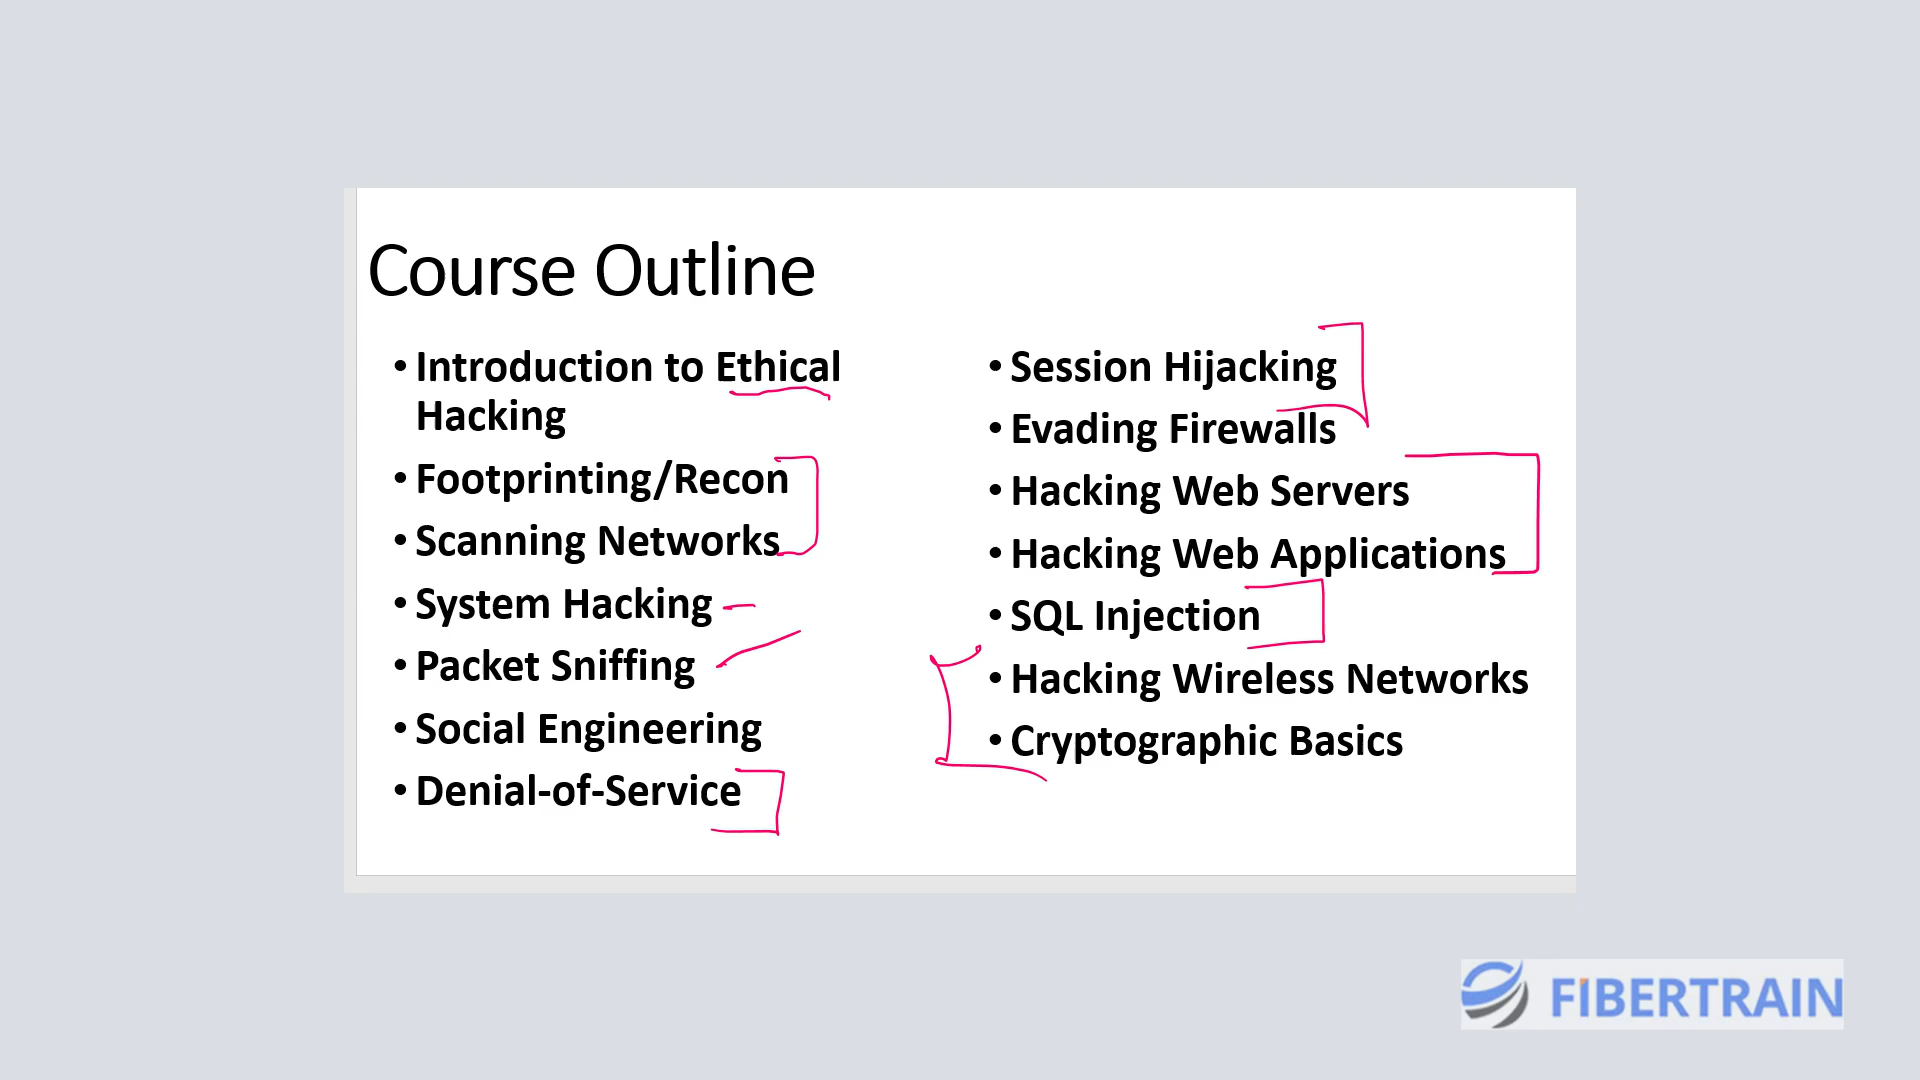 Course Outline
• Introduction to Ethical
Hacking
• Footprinting/Recon
• Scanning Networks
• System Hacking
• Packet Sniffing
• Social Engineering
• Denial-of-Service
• Session Hijacking
• Evading Firewalls
• Hacking Web Servers
• Hacking Web Applications
• SQL Injection
• Hacking Wireless Networks
• Cryptographic Basics
FIBERTRAIN